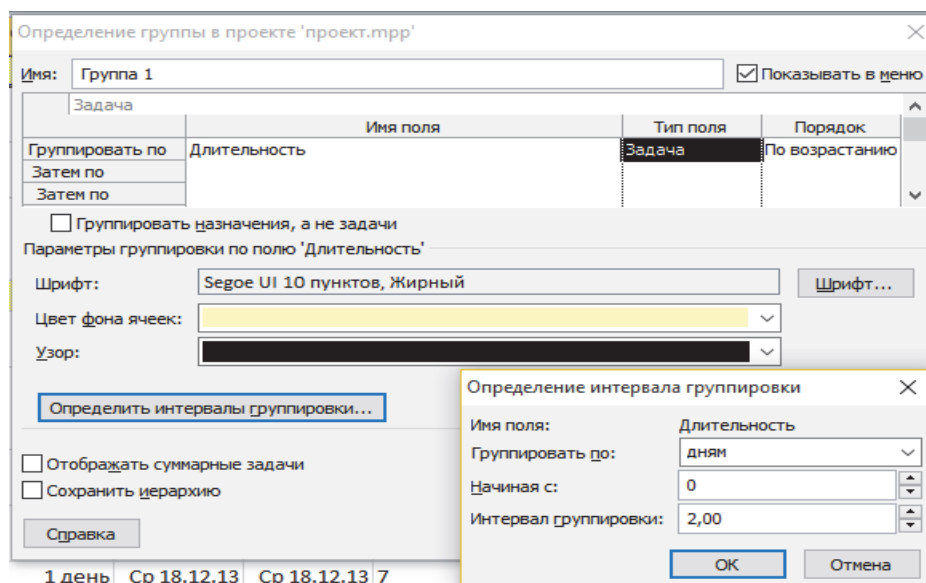 Определение группы в проекте 'проект.mpp'
Имя: Группа 1 Показывать в меню
Задача
Имя поля Тип поля Порядок
Группировать по Длительность Задача По возрастанию
Затем по
Затем по
Группировать назначения, а не задачи
Параметры группировки по полю 'Длительность'
Шрифт: Segoe UI 10 пунктов, Жирный Шрифт...
Цвет фона ячеек:
Узор:
Определить интервалы группировки...
Отображать суммарные задачи
Сохранить иерархию
Справка
Определение интервала группировки
Имя поля: Длительность
Группировать по: дням
Начиная с: 0
Интервал группировки: 2,00
ОК Отмена
1 день Ср 18.12.13 Ср 18.12.13 7